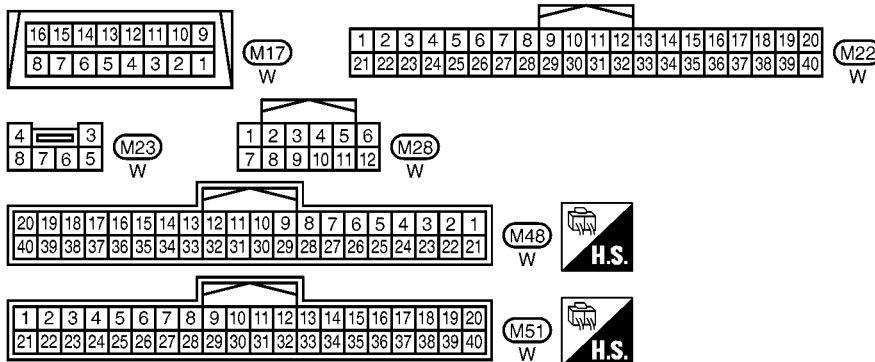 16 15 14 13 12 11 10 9
8 7 6 5 4 3 2 1
M17
W
1 2 3 4 5 6 7 8 9 10 11 12 13 14 15 16 17 18 19 20
21 22 23 24 25 26 27 28 29 30 31 32 33 34 35 36 37 38 39 40
M22
W
4 3
8 7 6 5
M23
W
1 2 3 4 5 6
7 8 9 10 11 12
M28
W
20 19 18 17 16 15 14 13 12 11 10 9 8 7 6 5 4 3 2 1
40 39 38 37 36 35 34 33 32 31 30 29 28 27 26 25 24 23 22 21
M48
W
H.S.
1 2 3 4 5 6 7 8 9 10 11 12 13 14 15 16 17 18 19 20
21 22 23 24 25 26 27 28 29 30 31 32 33 34 35 36 37 38 39 40
M51
W
H.S.